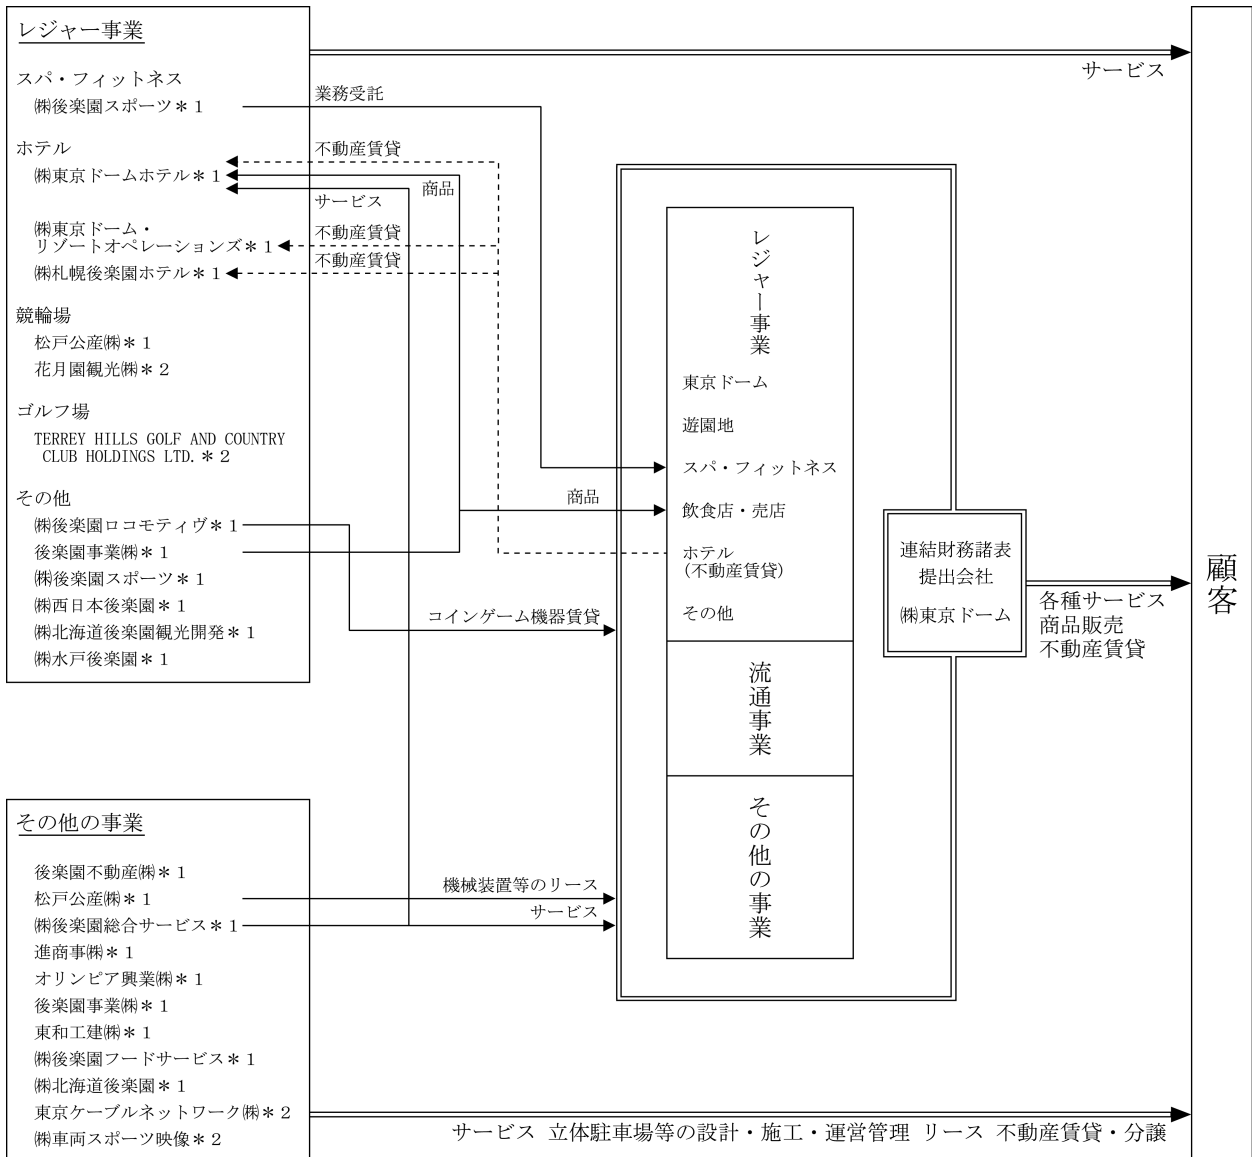 レジャー事業
サービス
スパ・フィットネス
㈱後楽園スポーツ＊１
業務受託
ホテル
不動産賃貸
㈱東京ドームホテル＊１
商品
サービス
㈱東京ドーム・
リゾートオペレーションズ＊１
不動産賃貸
㈱札幌後楽園ホテル＊１
不動産賃貸
競輪場
松戸公産㈱＊１
花月園観光㈱＊２
ゴルフ場
TERREY HILLS GOLF AND COUNTRY
CLUB HOLDINGS LTD.＊２
その他
㈱後楽園ロコモティヴ＊１
後楽園事業㈱＊１
㈱後楽園スポーツ＊１
㈱西日本後楽園＊１
㈱北海道後楽園観光開発＊１
㈱水戸後楽園＊１
商品
コインゲーム機器賃貸
レジャー事業
東京ドーム
遊園地
スパ・フィットネス
飲食店・売店
ホテル
(不動産賃貸)
その他
流通事業
その他の事業
連結財務諸表
提出会社
㈱東京ドーム
各種サービス
商品販売
不動産賃貸
顧客
その他の事業
後楽園不動産㈱＊１
松戸公産㈱＊１
㈱後楽園総合サービス＊１
進商事㈱＊１
オリンピア興業㈱＊１
後楽園事業㈱＊１
東和工建㈱＊１
㈱後楽園フードサービス＊１
㈱北海道後楽園＊１
東京ケーブルネットワーク㈱＊２
㈱車両スポーツ映像＊２
機械装置等のリース
サービス
サービス 立体駐車場等の設計・施工・運営管理 リース 不動産賃貸・分譲